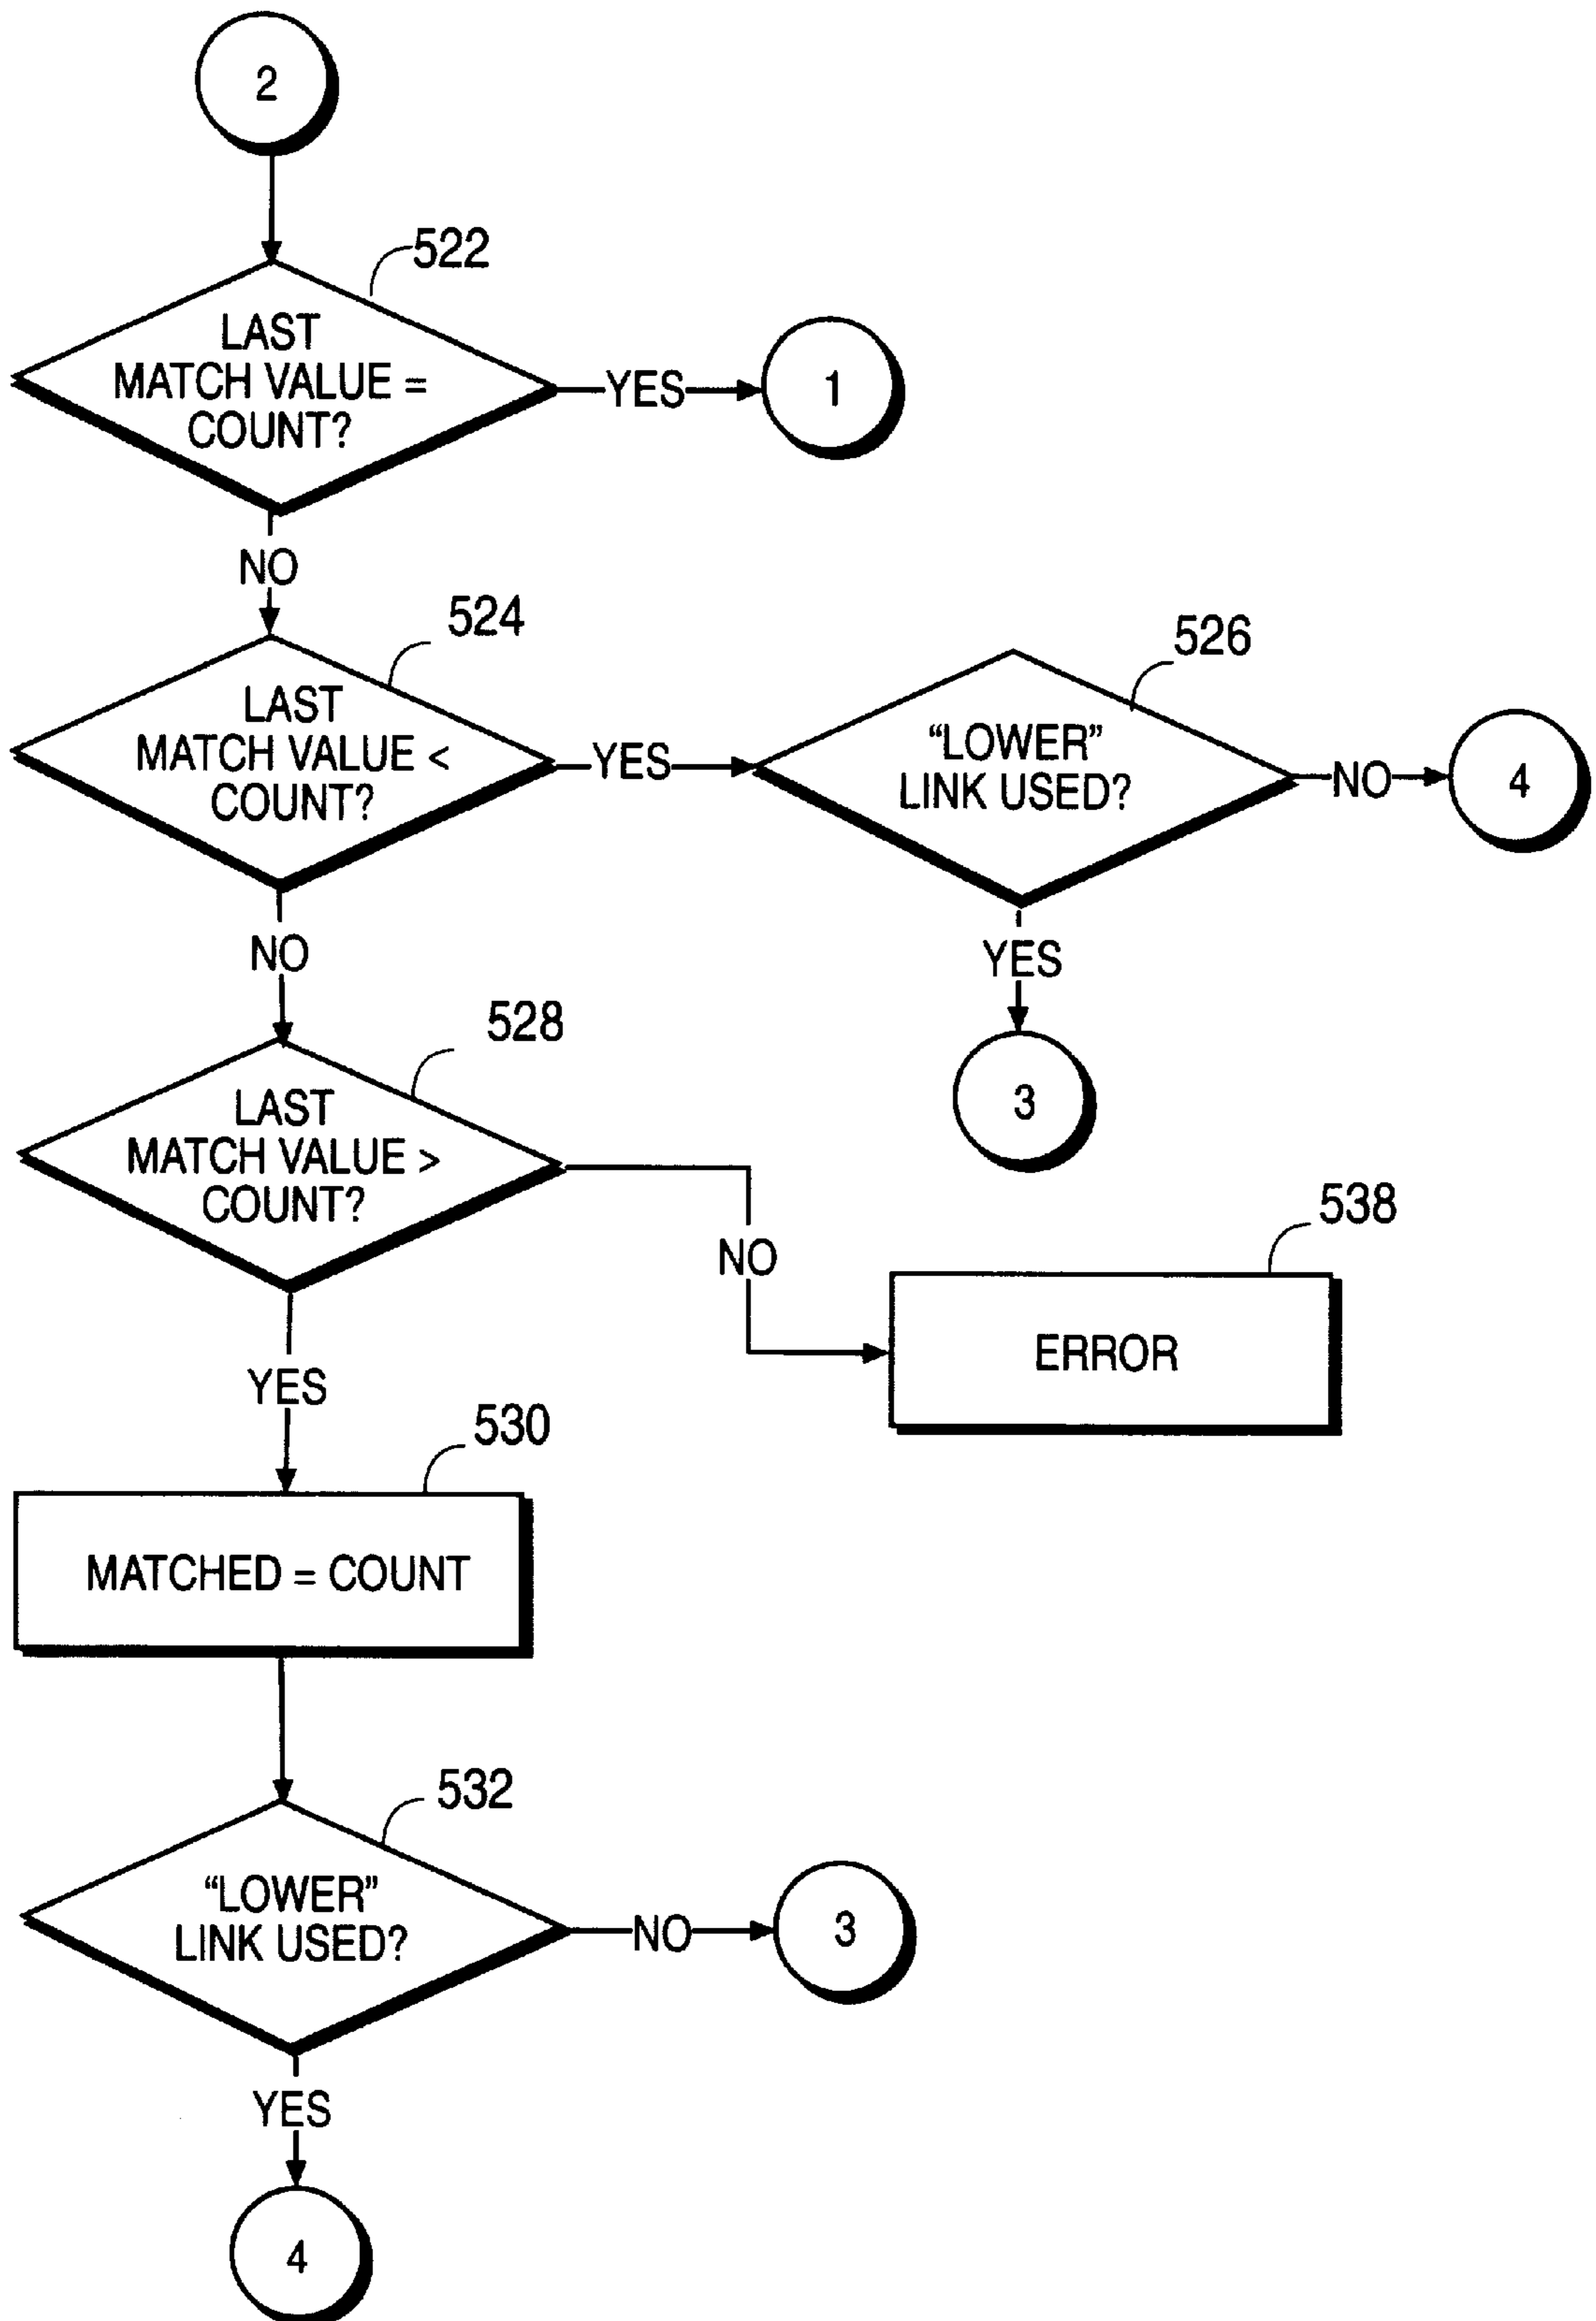 2
522
LAST
MATCH VALUE =
COUNT?
YES
1
NO
524
LAST
MATCH VALUE <
COUNT?
YES
526
"LOWER"
LINK USED?
NO
4
YES
3
NO
528
LAST
MATCH VALUE >
COUNT?
NO
538
ERROR
YES
530
MATCHED = COUNT
532
"LOWER"
LINK USED?
NO
3
YES
4